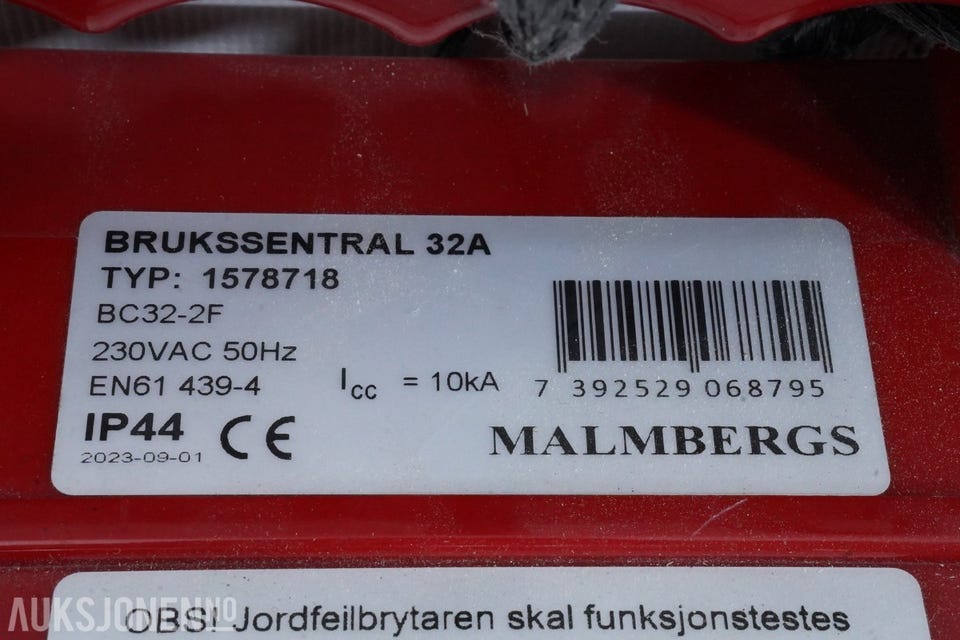 BRUKSSENTRAL 32A
TYP: 1578718
BC32-2F
230VAC 50Hz
EN61 439-4
Icc = 10kA
7 392529 068795
IP44 CE
2023-09-01
MALMBERGS
OBS! Jordfeilbrytaren skal funksjonstestes
AUKSJONEN.NO